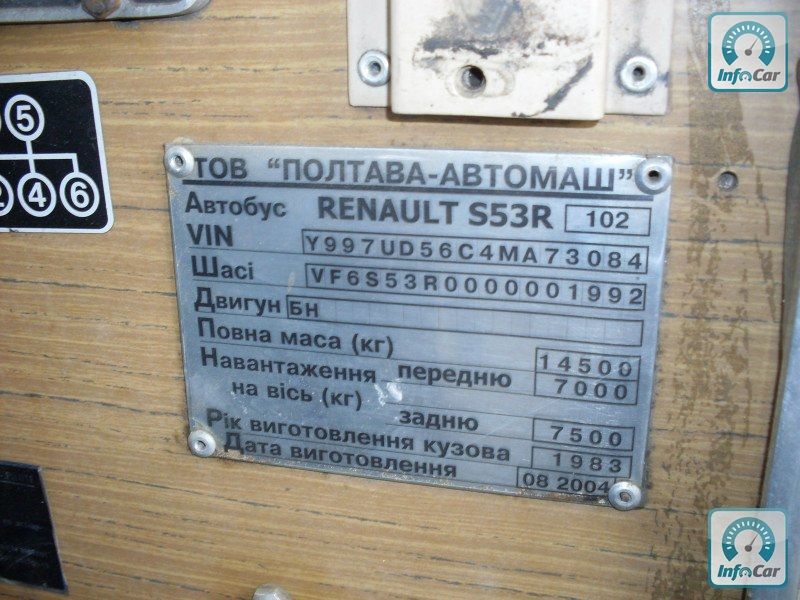 InfoCar
5
2 4 6
ТОВ "ПОЛТАВА-АВТОМАШ"
Автобус RENAULT S53R 102
VIN Y997UD56C4MA73084
Шасі VF6S53R0000001992
Двигун БН
Повна маса (кг) 14500
Навантаження передню 7000
на вісь (кг) задню 7500
Рік виготовлення кузова 1983
Дата виготовлення 08 2004
InfoCar